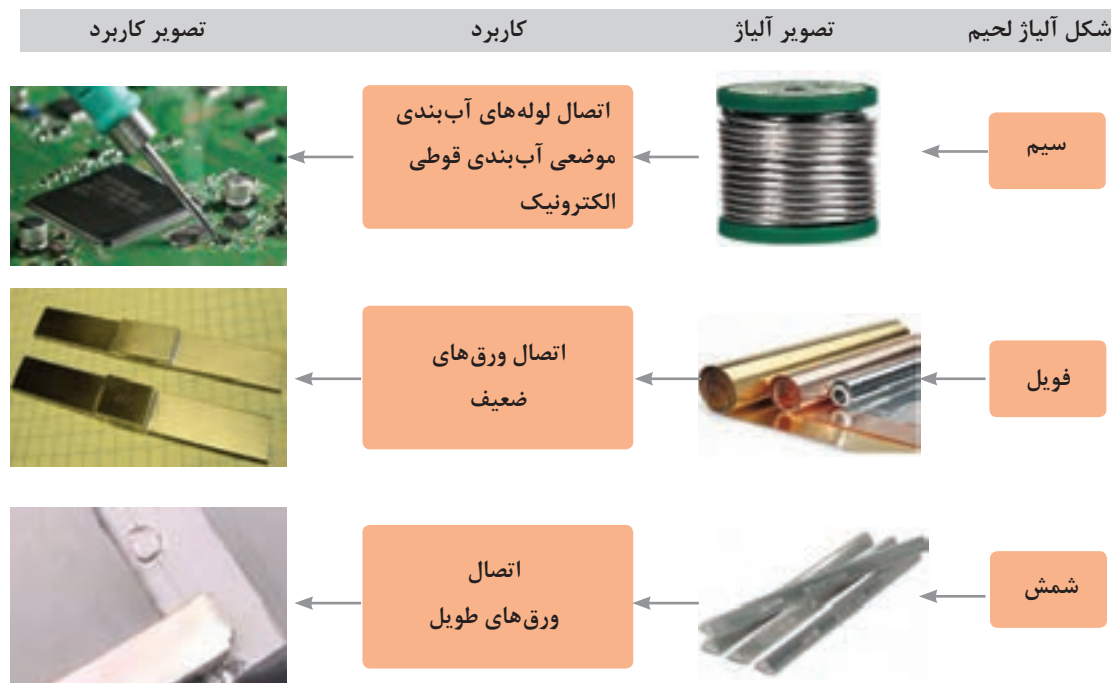 شکل آلیاژ لحیم
تصویر آلیاژ
کاربرد
تصویر کاربرد
سیم
اتصال لوله‌های آب‌بندی
موضعی آب‌بندی قوطی
الکترونیک
فویل
اتصال ورق‌های
ضعیف
شمش
اتصال
ورق‌های طویل